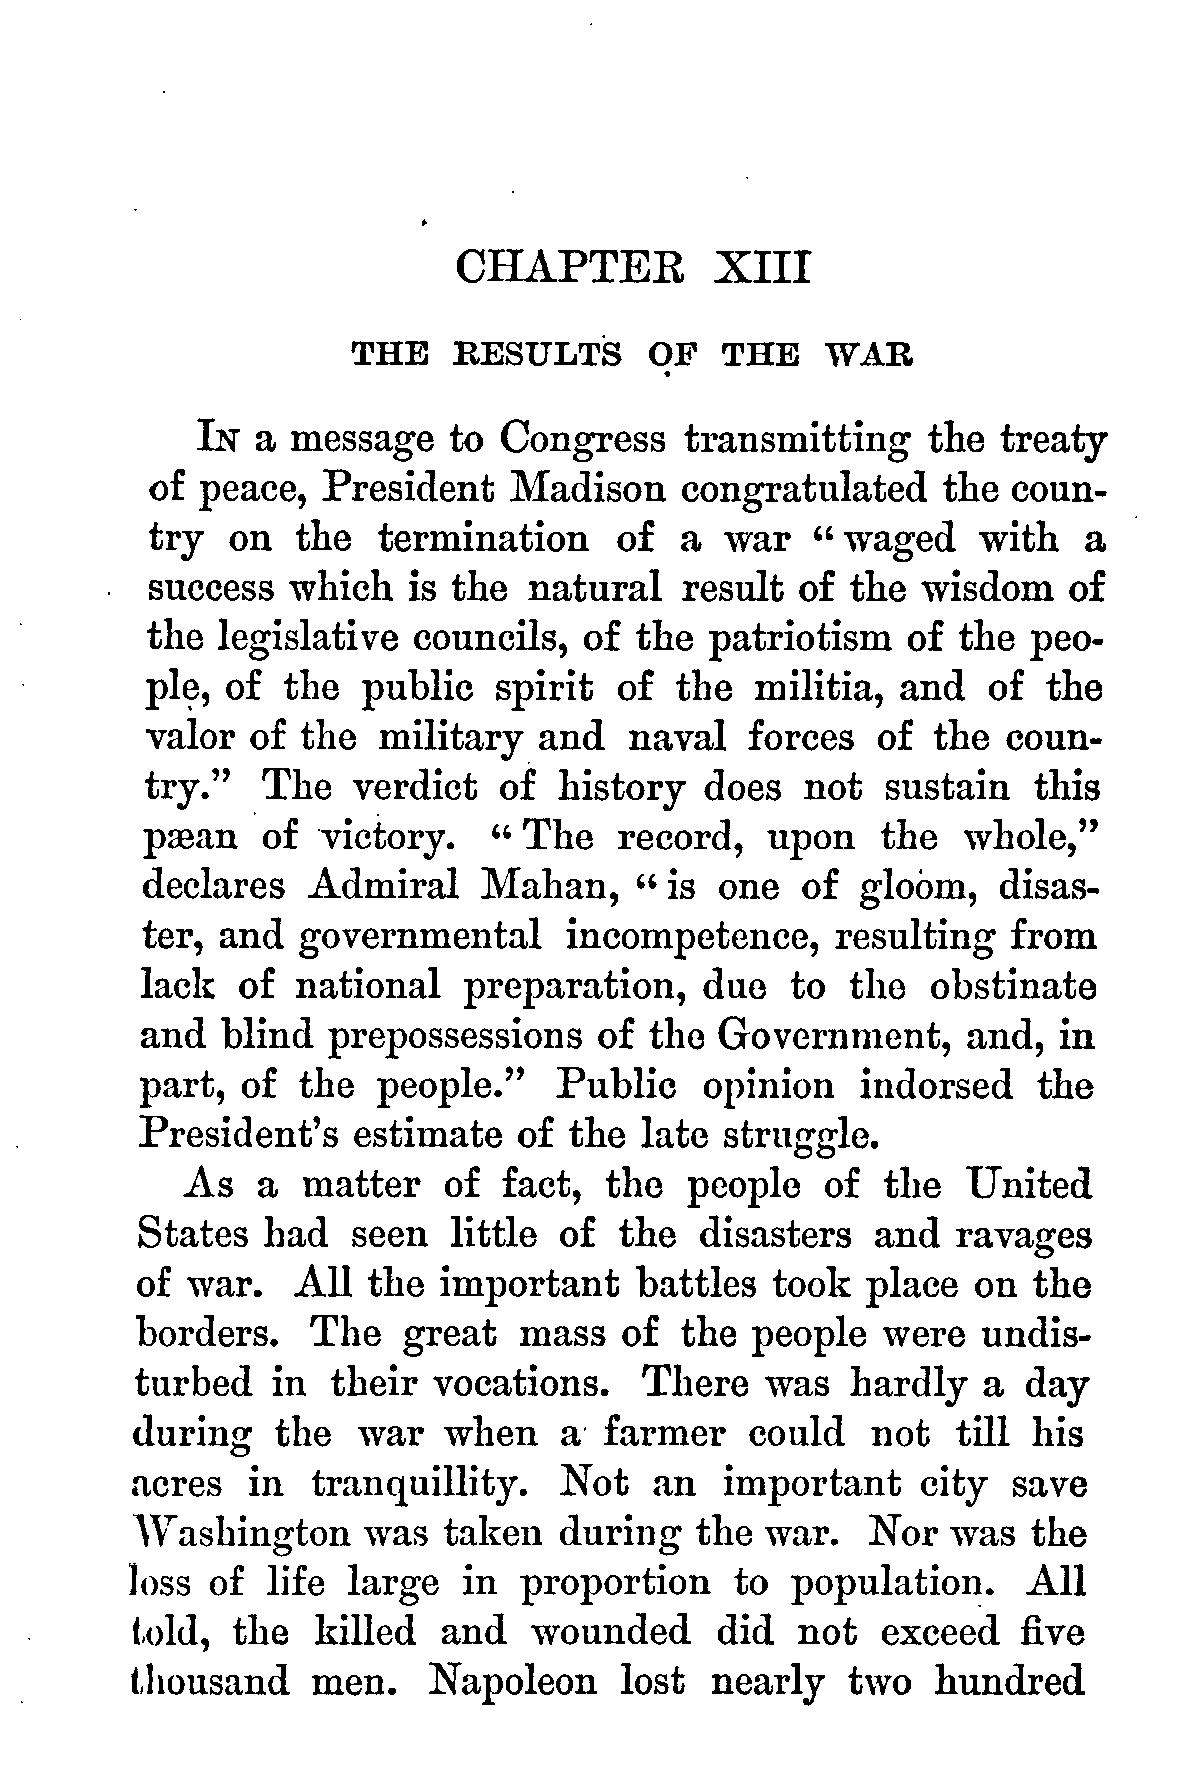 CHAPTER XIII
THE RESULTS OF THE WAR
In a message to Congress transmitting the treaty
of peace, President Madison congratulated the coun-
try on the termination of a war “waged with a
success which is the natural result of the wisdom of
the legislative councils, of the patriotism of the peo-
ple, of the public spirit of the militia, and of the
valor of the military and naval forces of the coun-
try.” The verdict of history does not sustain this
pæan of victory. “The record, upon the whole,”
declares Admiral Mahan, “is one of gloom, disas-
ter, and governmental incompetence, resulting from
lack of national preparation, due to the obstinate
and blind prepossessions of the Government, and, in
part, of the people.” Public opinion indorsed the
President’s estimate of the late struggle.
As a matter of fact, the people of the United
States had seen little of the disasters and ravages
of war. All the important battles took place on the
borders. The great mass of the people were undis-
turbed in their vocations. There was hardly a day
during the war when a farmer could not till his
acres in tranquillity. Not an important city save
Washington was taken during the war. Nor was the
loss of life large in proportion to population. All
told, the killed and wounded did not exceed five
thousand men. Napoleon lost nearly two hundred